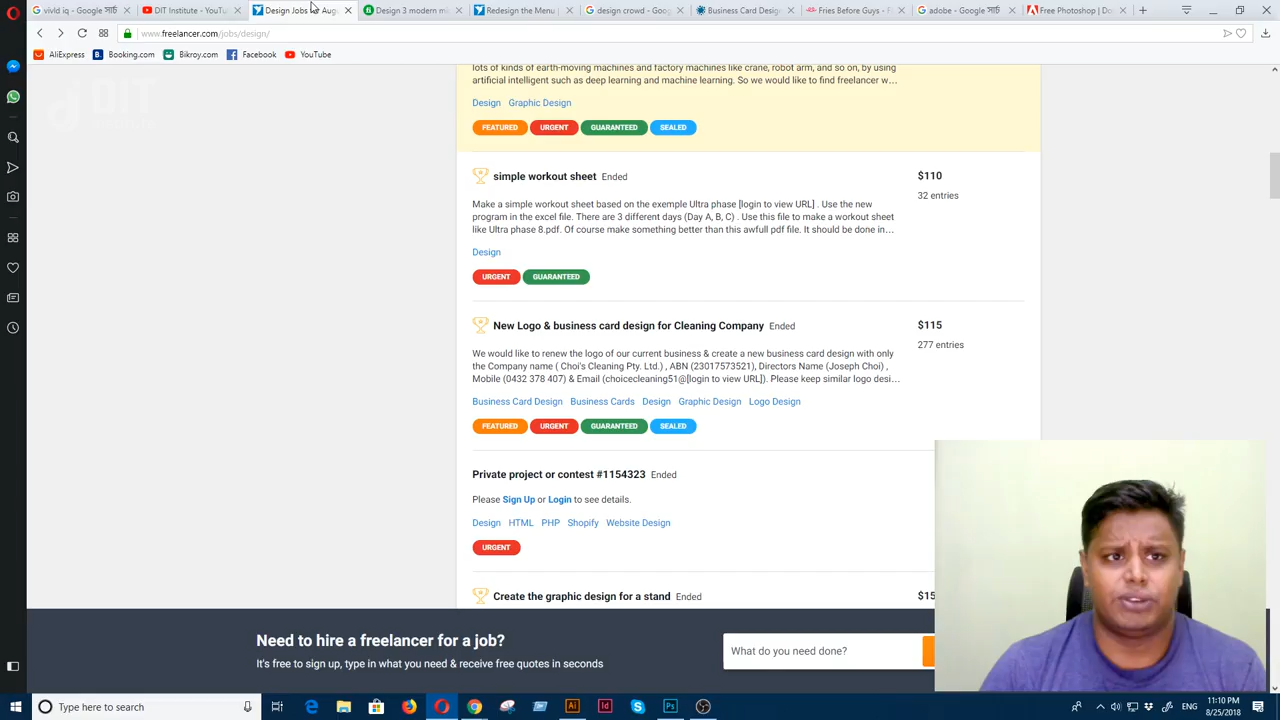 vivid iq - Google সার্চ
DIT Institute - YouTu
Design Jobs for Augu
Design 3 modern mi
Redesign the Menu |
design crowd - Goog
Business Card Design
Fries Before Guys - F
adobe - Google সার্চ
Free Photoshop | Do
www.freelancer.com/jobs/design/
AliExpress Booking.com Bikroy.com Facebook YouTube
DIT
lots of kinds of earth-moving machines and factory machines like crane, robot arm, and so on, by using
artificial intelligent such as deep learning and machine learning. So we would like to find freelancer w...
Design Graphic Design
FEATURED URGENT GUARANTEED SEALED
simple workout sheet Ended $110
32 entries
Make a simple workout sheet based on the exemple Ultra phase [login to view URL] . Use the new
program in the excel file. There are 3 different days (Day A, B, C) . Use this file to make a workout sheet
like Ultra phase 8.pdf. Of course make something better than this awfull pdf file. It should be done in...
Design
URGENT GUARANTEED
New Logo & business card design for Cleaning Company Ended $115
277 entries
We would like to renew the logo of our current business & create a new business card design with only
the Company name ( Choi's Cleaning Pty. Ltd.) , ABN (23017573521), Directors Name (Joseph Choi) ,
Mobile (0432 378 407) & Email (choicecleaning51@[login to view URL]). Please keep similar logo desi...
Business Card Design Business Cards Design Graphic Design Logo Design
FEATURED URGENT GUARANTEED SEALED
Private project or contest #1154323 Ended
Please Sign Up or Login to see details.
Design HTML PHP Shopify Website Design
URGENT
Create the graphic design for a stand Ended $15
Need to hire a freelancer for a job?
It's free to sign up, type in what you need & receive free quotes in seconds
What do you need done?
Type here to search
ENG
11:10 PM
8/25/2018